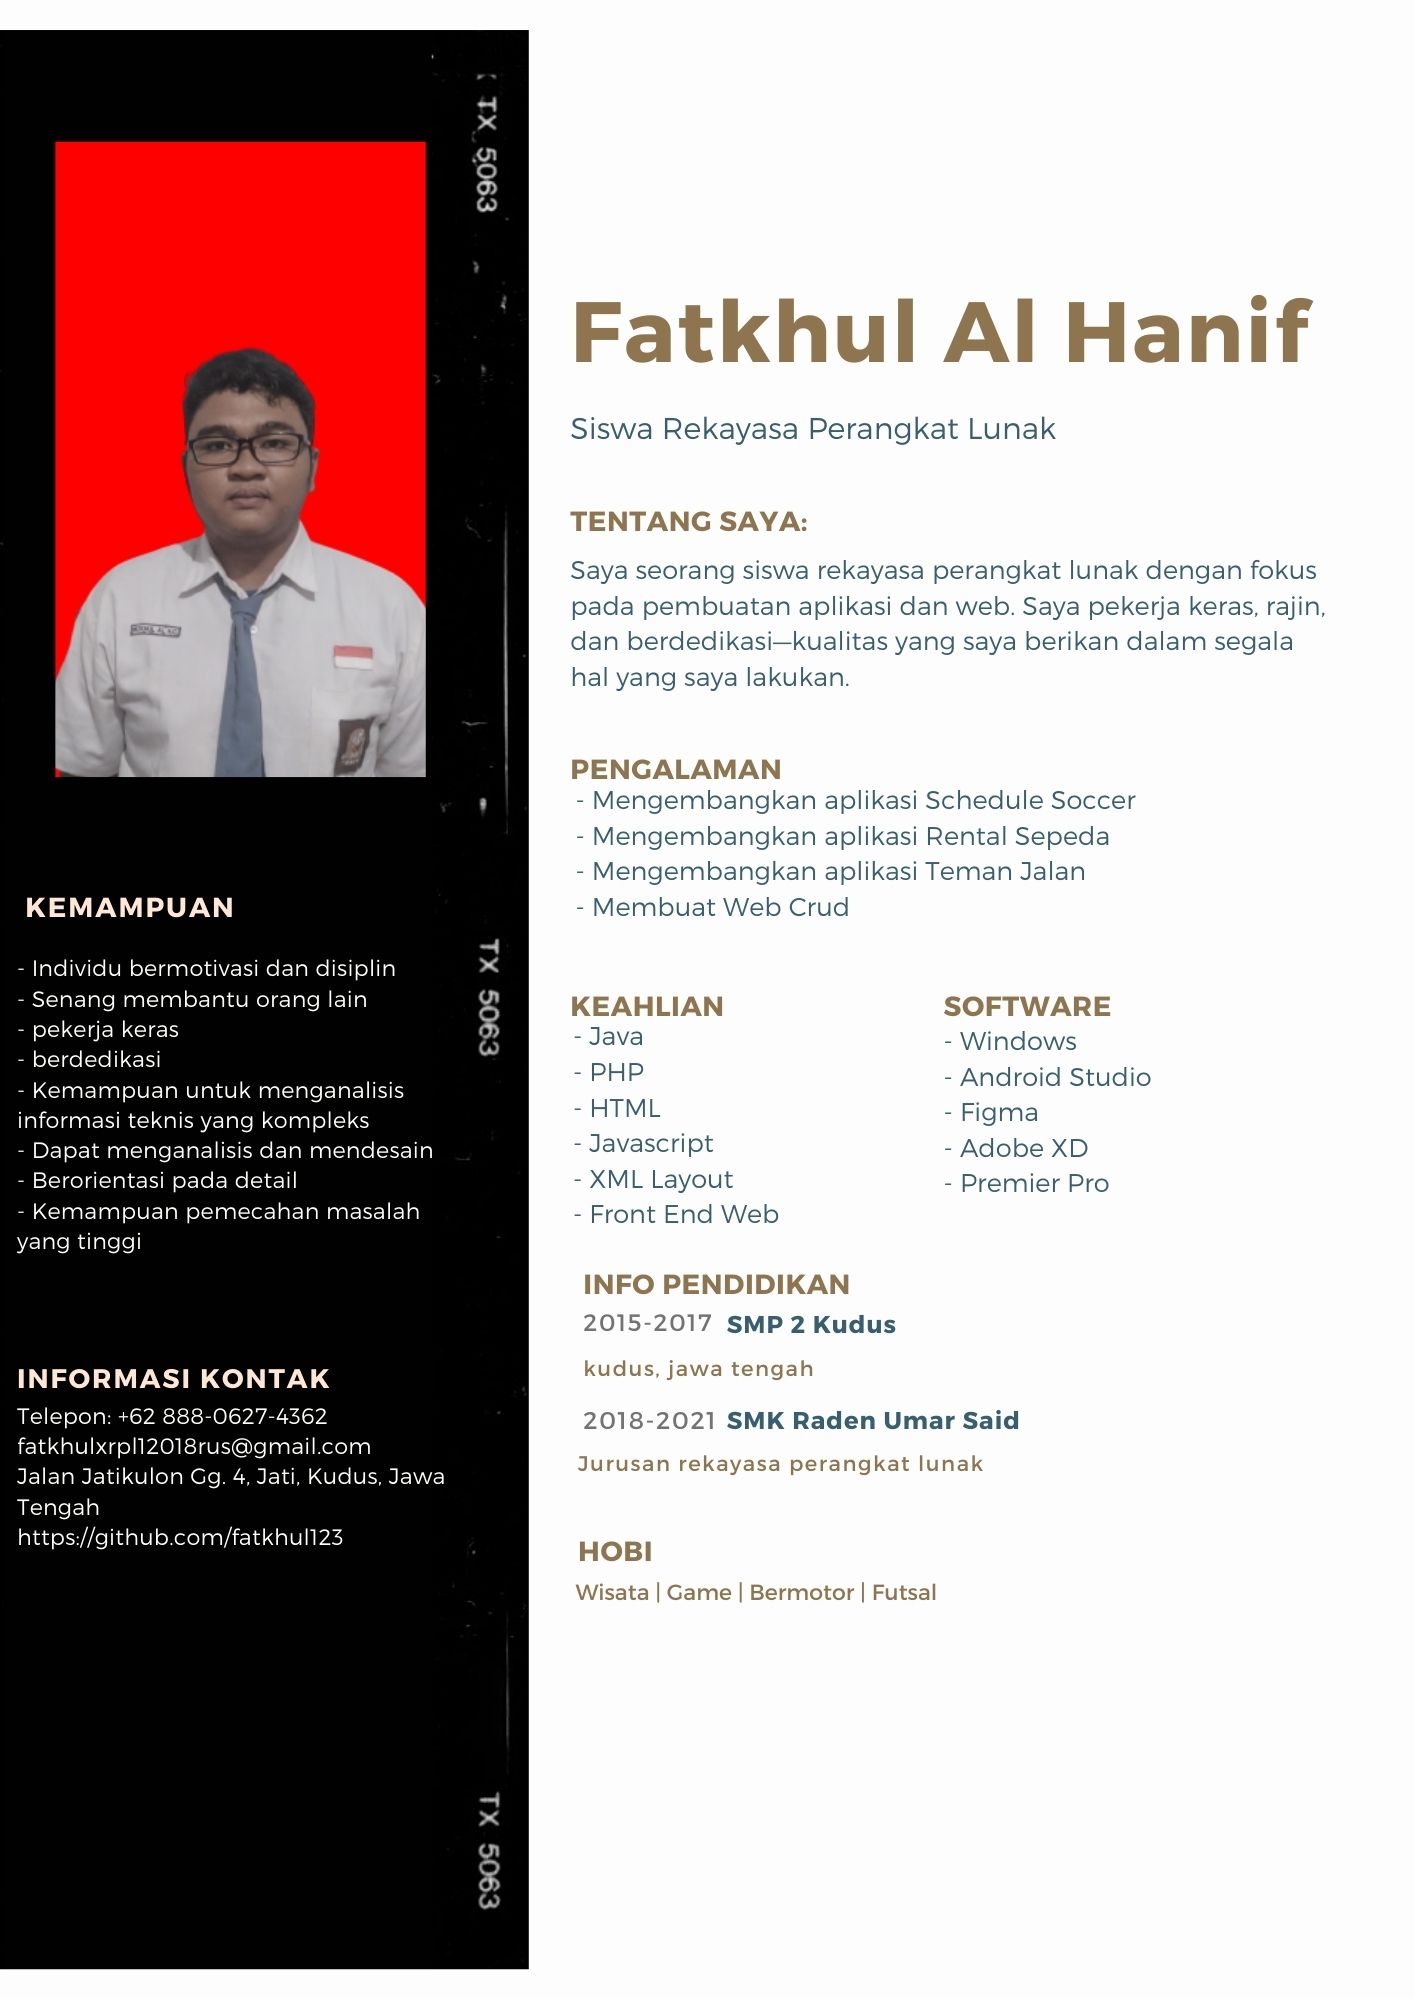 TX 5063
KEMAMPUAN
- Individu bermotivasi dan disiplin
- Senang membantu orang lain
- pekerja keras
- berdedikasi
- Kemampuan untuk menganalisis
informasi teknis yang kompleks
- Dapat menganalisis dan mendesain
- Berorientasi pada detail
- Kemampuan pemecahan masalah
yang tinggi
TX 5063
INFORMASI KONTAK
Telepon: +62 888-0627-4362
fatkhulxrpl12018rus@gmail.com
Jalan Jatikulon Gg. 4, Jati, Kudus, Jawa
Tengah
https://github.com/fatkhul123
TX 5063
Fatkhul Al Hanif
Siswa Rekayasa Perangkat Lunak
TENTANG SAYA:
Saya seorang siswa rekayasa perangkat lunak dengan fokus
pada pembuatan aplikasi dan web. Saya pekerja keras, rajin,
dan berdedikasi—kualitas yang saya berikan dalam segala
hal yang saya lakukan.
PENGALAMAN
- Mengembangkan aplikasi Schedule Soccer
- Mengembangkan aplikasi Rental Sepeda
- Mengembangkan aplikasi Teman Jalan
- Membuat Web Crud
KEAHLIAN
- Java
- PHP
- HTML
- Javascript
- XML Layout
- Front End Web
SOFTWARE
- Windows
- Android Studio
- Figma
- Adobe XD
- Premier Pro
INFO PENDIDIKAN
2015-2017 SMP 2 Kudus
kudus, jawa tengah
2018-2021 SMK Raden Umar Said
Jurusan rekayasa perangkat lunak
HOBI
Wisata | Game | Bermotor | Futsal